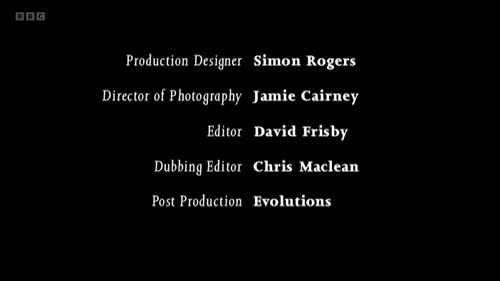 BBC
Production Designer Simon Rogers
Director of Photography Jamie Cairney
Editor David Frisby
Dubbing Editor Chris Maclean
Post Production Evolutions